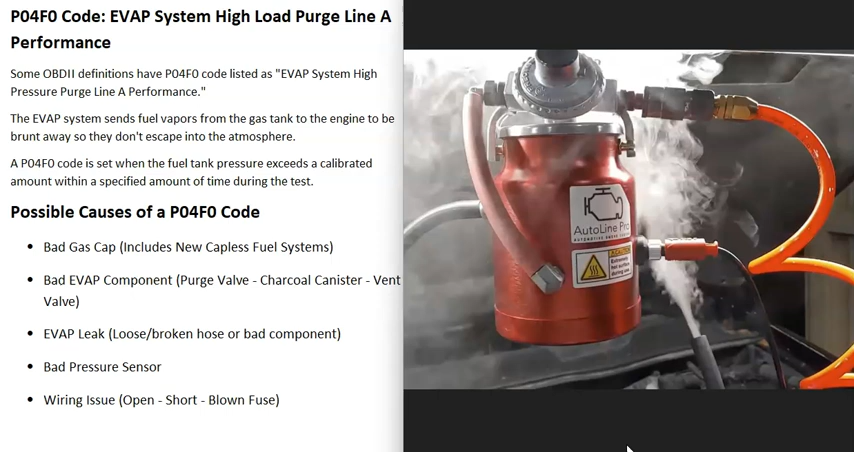 P04F0 Code: EVAP System High Load Purge Line A
Performance
Some OBDII definitions have P04F0 code listed as "EVAP System High
Pressure Purge Line A Performance."
The EVAP system sends fuel vapors from the gas tank to the engine to be
brunt away so they don't escape into the atmosphere.
A P04F0 code is set when the fuel tank pressure exceeds a calibrated
amount within a specified amount of time during the test.
Possible Causes of a P04F0 Code
• Bad Gas Cap (Includes New Capless Fuel Systems)
• Bad EVAP Component (Purge Valve - Charcoal Canister - Vent
Valve)
• EVAP Leak (Loose/broken hose or bad component)
• Bad Pressure Sensor
• Wiring Issue (Open - Short - Blown Fuse)
AutoLine Pro